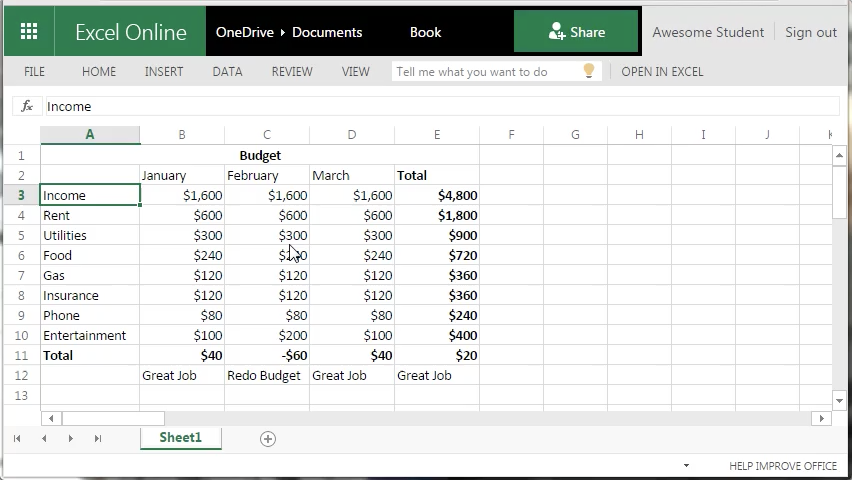 Excel Online OneDrive Documents Book Share Awesome Student Sign out
FILE HOME INSERT DATA REVIEW VIEW Tell me what you want to do OPEN IN EXCEL
fx Income
A B C D E F G H I J
1 Budget
2 January February March Total
3 Income $1,600 $1,600 $1,600 $4,800
4 Rent $600 $600 $600 $1,800
5 Utilities $300 $300 $300 $900
6 Food $240 $240 $720
7 Gas $120 $120 $120 $360
8 Insurance $120 $120 $120 $360
9 Phone $80 $80 $80 $240
10 Entertainment $100 $200 $100 $400
11 Total $40 -$60 $40 $20
12 Great Job Redo Budget Great Job Great Job
13
Sheet1
HELP IMPROVE OFFICE